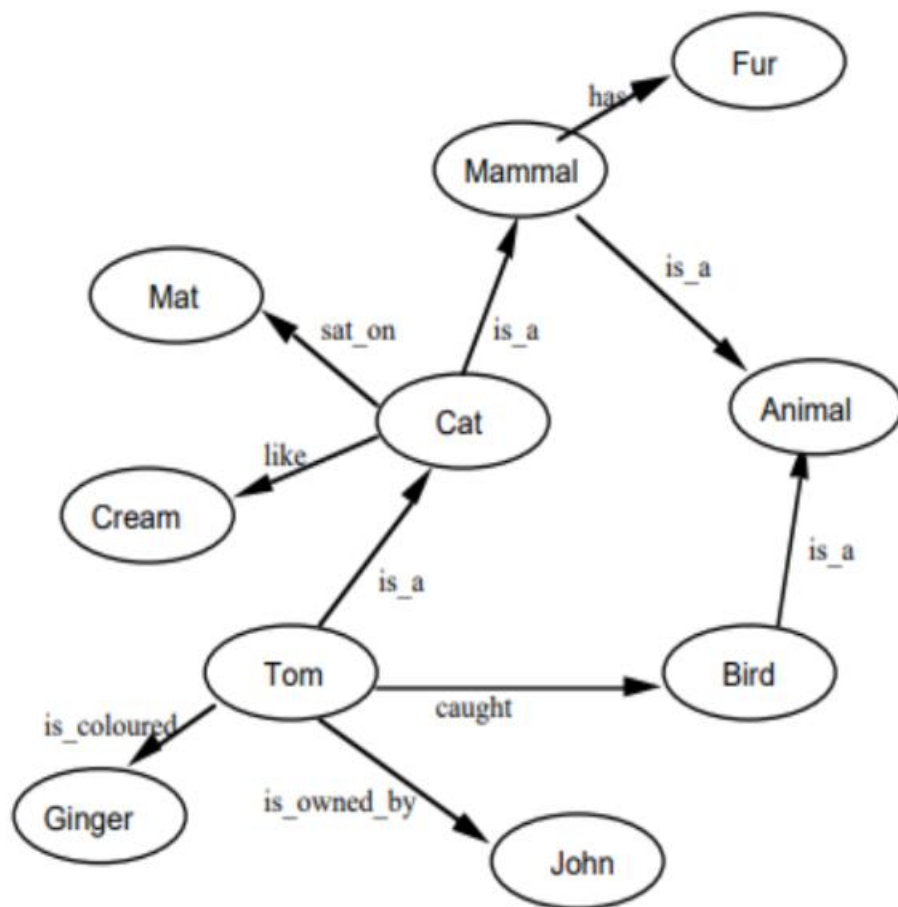 Fur
has
Mammal
is_a
Mat
sat_on
is_a
Animal
Cat
like
Cream
is_a
is_a
Tom
Bird
caught
is_coloured
is_owned_by
Ginger
John